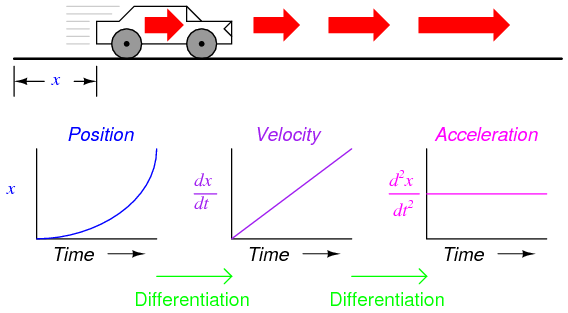 x
Position
Velocity
Acceleration
x
dx
dt
d²x
dt²
Time
Time
Time
Differentiation
Differentiation